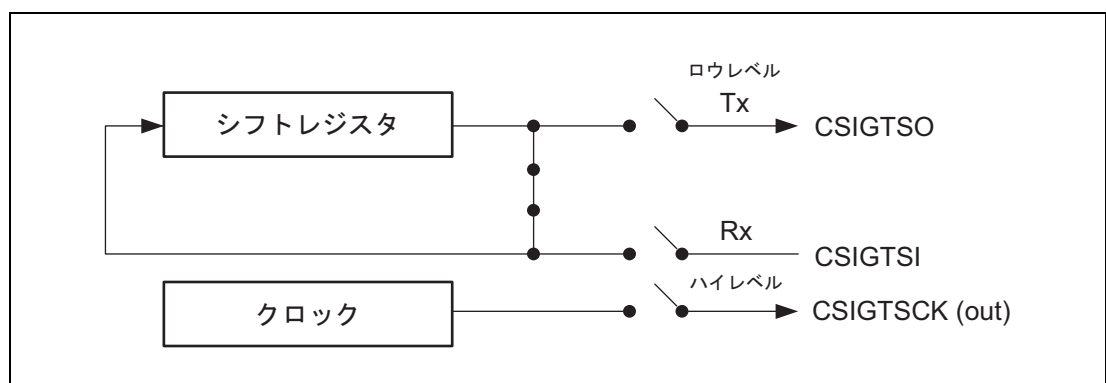 ロウレベル
Tx
シフトレジスタ
CSIGTSO
Rx
CSIGTSI
ハイレベル
クロック
CSIGTSCK (out)